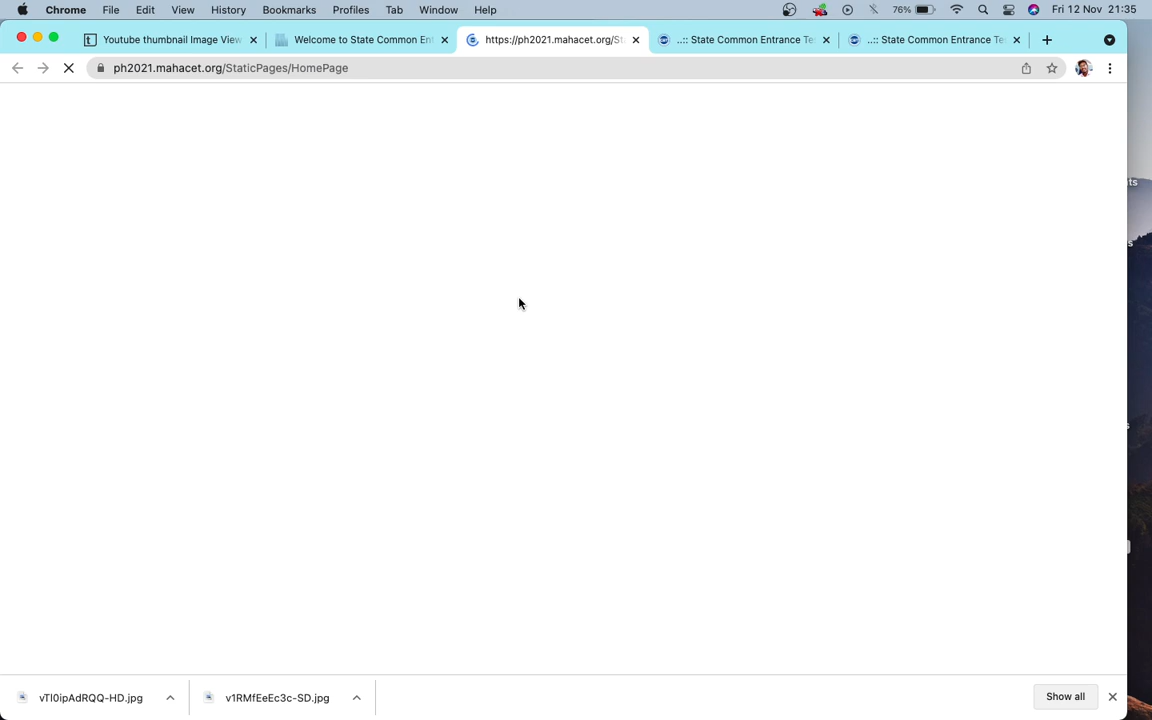 Chrome File Edit View History Bookmarks Profiles Tab Window Help 76% Fri 12 Nov 21:35
Youtube thumbnail Image View Welcome to State Common Ent https://ph2021.mahacet.org/St ..:: State Common Entrance Te ..:: State Common Entrance Te
ph2021.mahacet.org/StaticPages/HomePage
ts
s
s
vTI0ipAdRQQ-HD.jpg v1RMfEeEc3c-SD.jpg Show all